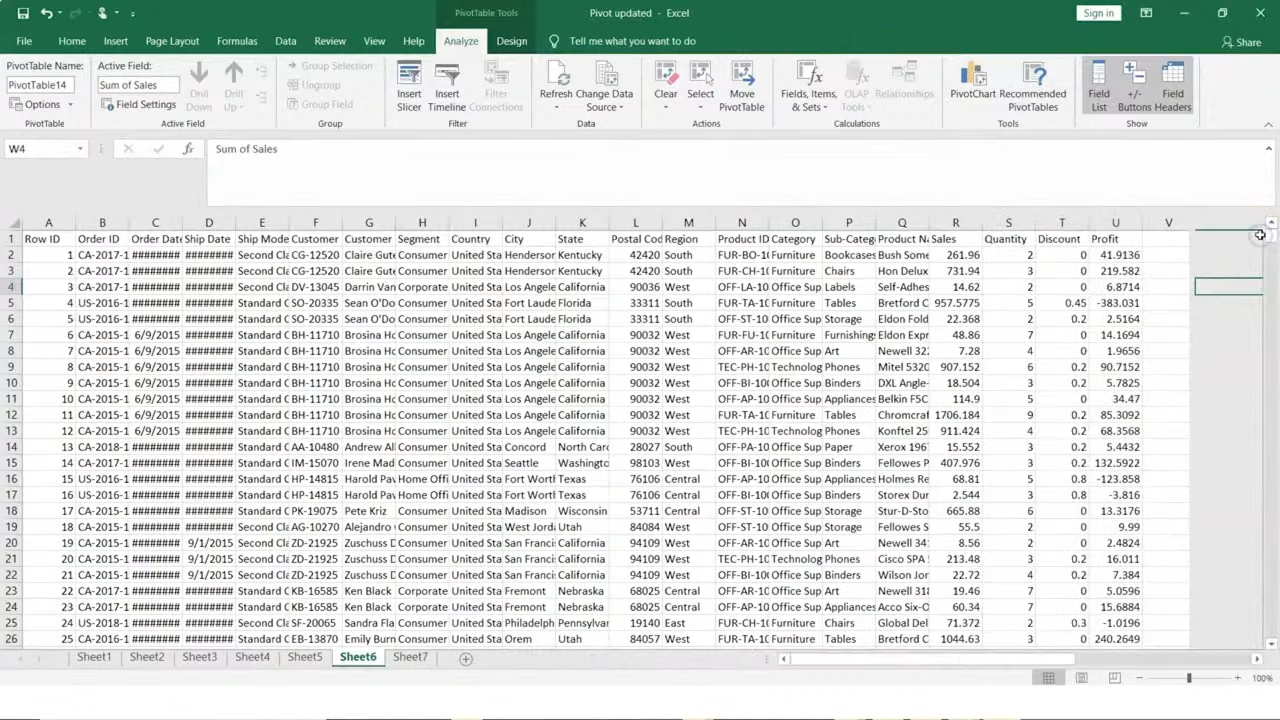 PivotTable Tools
Pivot updated - Excel
Sign in
File Home Insert Page Layout Formulas Data Review View Help Analyze Design Tell me what you want to do Share
PivotTable Name:
PivotTable14
Options
PivotTable
Active Field:
Sum of Sales
Field Settings
Drill Down
Drill Up
Active Field
Group Selection
Ungroup
Group Field
Group
Insert Slicer
Insert Timeline
Filter Connections
Filter
Refresh
Change Data Source
Data
Clear
Select
Move PivotTable
Actions
Fields, Items, & Sets
OLAP Tools
Relationships
Calculations
PivotChart
Recommended PivotTables
Tools
Field List
+/- Buttons
Field Headers
Show
W4 fx Sum of Sales
A B C D E F G H I J K L M N O P Q R S T U V
1 Row ID Order ID Order Date Ship Date Ship Mode Customer Customer Segment Country City State Postal Cod Region Product ID Category Sub-Categ Product Na Sales Quantity Discount Profit
2 1 CA-2017-1 ######## ######## Second Cla CG-12520 Claire Gute Consumer United Sta Henderson Kentucky 42420 South FUR-BO-10 Furniture Bookcases Bush Some 261.96 2 0 41.9136
3 2 CA-2017-1 ######## ######## Second Cla CG-12520 Claire Gute Consumer United Sta Henderson Kentucky 42420 South FUR-CH-10 Furniture Chairs Hon Delux 731.94 3 0 219.582
4 3 CA-2017-1 ######## ######## Second Cla DV-13045 Darrin Van Corporate United Sta Los Angele California 90036 West OFF-LA-10 Office Sup Labels Self-Adhes 14.62 2 0 6.8714
5 4 US-2016-1 ######## ######## Standard C SO-20335 Sean O'Do Consumer United Sta Fort Laude Florida 33311 South FUR-TA-10 Furniture Tables Bretford C 957.5775 5 0.45 -383.031
6 5 US-2016-1 ######## ######## Standard C SO-20335 Sean O'Do Consumer United Sta Fort Laude Florida 33311 South OFF-ST-10 Office Sup Storage Eldon Fold 22.368 2 0.2 2.5164
7 6 CA-2015-1 6/9/2015 ######## Standard C BH-11710 Brosina Ho Consumer United Sta Los Angele California 90032 West FUR-FU-10 Furniture Furnishing Eldon Expr 48.86 7 0 14.1694
8 7 CA-2015-1 6/9/2015 ######## Standard C BH-11710 Brosina Ho Consumer United Sta Los Angele California 90032 West OFF-AR-10 Office Sup Art Newell 322 7.28 4 0 1.9656
9 8 CA-2015-1 6/9/2015 ######## Standard C BH-11710 Brosina Ho Consumer United Sta Los Angele California 90032 West TEC-PH-10 Technolog Phones Mitel 5320 907.152 6 0.2 90.7152
10 9 CA-2015-1 6/9/2015 ######## Standard C BH-11710 Brosina Ho Consumer United Sta Los Angele California 90032 West OFF-BI-10 Office Sup Binders DXL Angle- 18.504 3 0.2 5.7825
11 10 CA-2015-1 6/9/2015 ######## Standard C BH-11710 Brosina Ho Consumer United Sta Los Angele California 90032 West OFF-AP-10 Office Sup Appliances Belkin F5C 114.9 5 0 34.47
12 11 CA-2015-1 6/9/2015 ######## Standard C BH-11710 Brosina Ho Consumer United Sta Los Angele California 90032 West FUR-TA-10 Furniture Tables Chromcraf 1706.184 9 0.2 85.3092
13 12 CA-2015-1 6/9/2015 ######## Standard C BH-11710 Brosina Ho Consumer United Sta Los Angele California 90032 West TEC-PH-10 Technolog Phones Konftel 25 911.424 4 0.2 68.3568
14 13 CA-2018-1 ######## ######## Standard C AA-10480 Andrew Al Consumer United Sta Concord North Card 28027 South OFF-PA-10 Office Sup Paper Xerox 196 15.552 3 0.2 5.4432
15 14 CA-2017-1 ######## ######## Standard C IM-15070 Irene Mad Consumer United Sta Seattle Washingto 98103 West OFF-BI-10 Office Sup Binders Fellowes P 407.976 3 0.2 132.5922
16 15 US-2016-1 ######## ######## Standard C HP-14815 Harold Pav Home Offi United Sta Fort Worth Texas 76106 Central OFF-AP-10 Office Sup Appliances Holmes Re 68.81 5 0.8 -123.858
17 16 US-2016-1 ######## ######## Standard C HP-14815 Harold Pav Home Offi United Sta Fort Worth Texas 76106 Central OFF-BI-10 Office Sup Binders Storex Dur 2.544 3 0.8 -3.816
18 17 CA-2015-1 ######## ######## Standard C PK-19075 Pete Kriz Consumer United Sta Madison Wisconsin 53711 Central OFF-ST-10 Office Sup Storage Stur-D-Sto 665.88 6 0 13.3176
19 18 CA-2015-1 ######## ######## Second Cla AG-10270 Alejandro Consumer United Sta West Jorda Utah 84084 West OFF-ST-10 Office Sup Storage Fellowes S 55.5 2 0 9.99
20 19 CA-2015-1 ######## 9/1/2015 Second Cla ZD-21925 Zuschuss D Consumer United Sta San Franci California 94109 West OFF-AR-10 Office Sup Art Newell 34 8.56 2 0 2.4824
21 20 CA-2015-1 ######## 9/1/2015 Second Cla ZD-21925 Zuschuss D Consumer United Sta San Franci California 94109 West TEC-PH-10 Technolog Phones Cisco SPA 213.48 3 0.2 16.011
22 21 CA-2015-1 ######## 9/1/2015 Second Cla ZD-21925 Zuschuss D Consumer United Sta San Franci California 94109 West OFF-BI-10 Office Sup Binders Wilson Jon 22.72 4 0.2 7.384
23 22 CA-2017-1 ######## ######## Standard C KB-16585 Ken Black Corporate United Sta Fremont Nebraska 68025 Central OFF-AR-10 Office Sup Art Newell 31 19.46 7 0 5.0596
24 23 CA-2017-1 ######## ######## Standard C KB-16585 Ken Black Corporate United Sta Fremont Nebraska 68025 Central OFF-AP-10 Office Sup Appliances Acco Six-O 60.34 7 0 15.6884
25 24 US-2018-1 ######## ######## Standard C SF-20065 Sandra Fla Consumer United Sta Philadelph Pennsylvar 19140 East FUR-CH-10 Furniture Chairs Global Del 71.372 2 0.3 -1.0196
26 25 CA-2016-1 ######## ######## Standard C EB-13870 Emily Burn Consumer United Sta Orem Utah 84057 West FUR-TA-10 Furniture Tables Bretford C 1044.63 3 0 240.2649
Sheet1 Sheet2 Sheet3 Sheet4 Sheet5 Sheet6 Sheet7
100%